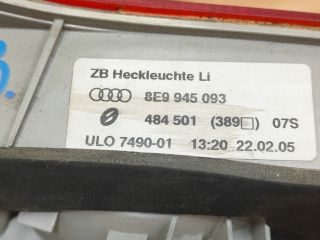 ZB Heckleuchte Li
8E9 945 093
484 501 (389□) 07S
ULO 7490-01 13:20 22.02.05